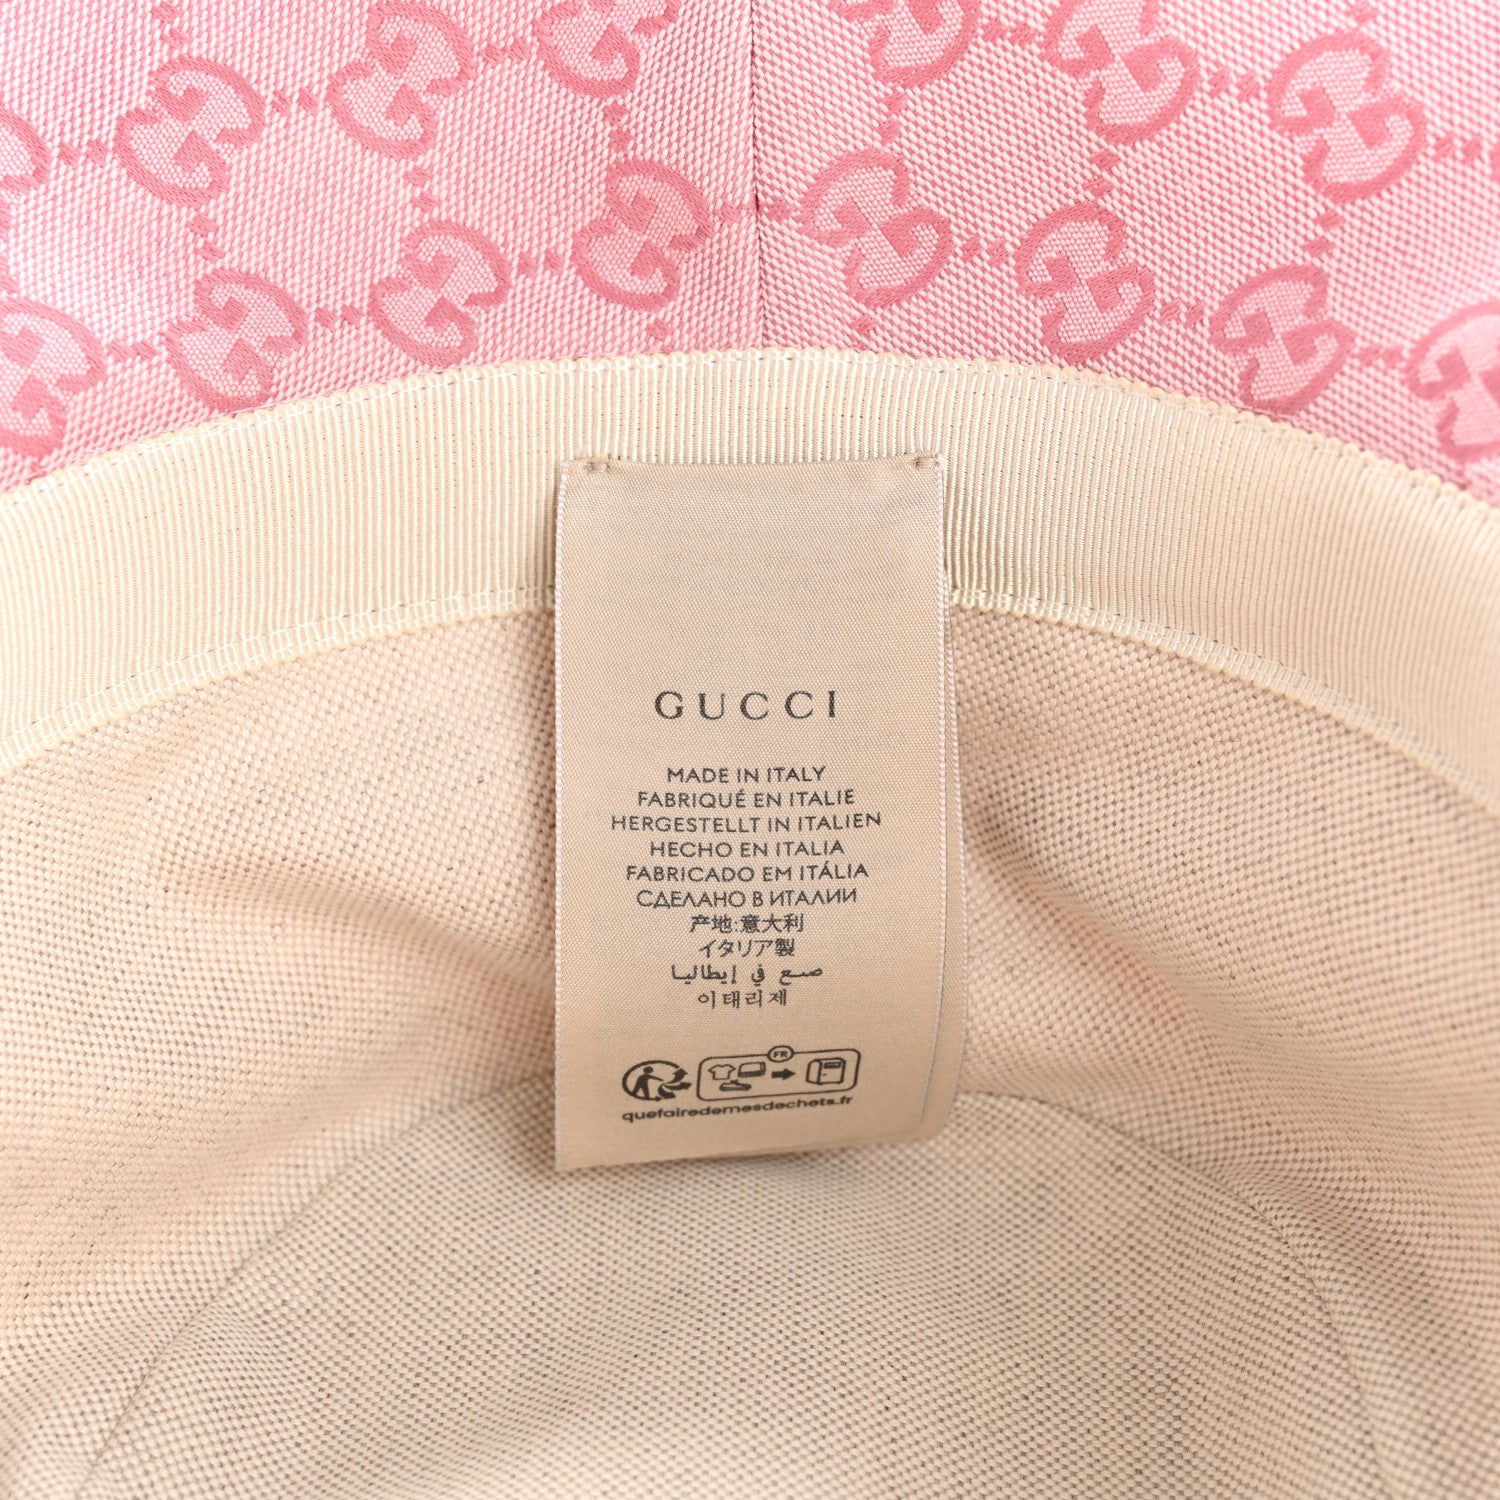 GUCCI
MADE IN ITALY
FABRIQUÉ EN ITALIE
HERGESTELLT IN ITALIEN
HECHO EN ITALIA
FABRICADO EM ITÁLIA
СДЕЛАНО В ИТАЛИИ
产地:意大利
イタリア製
صنع في إيطاليا
이태리제
FR
quefairedemesdechets.fr